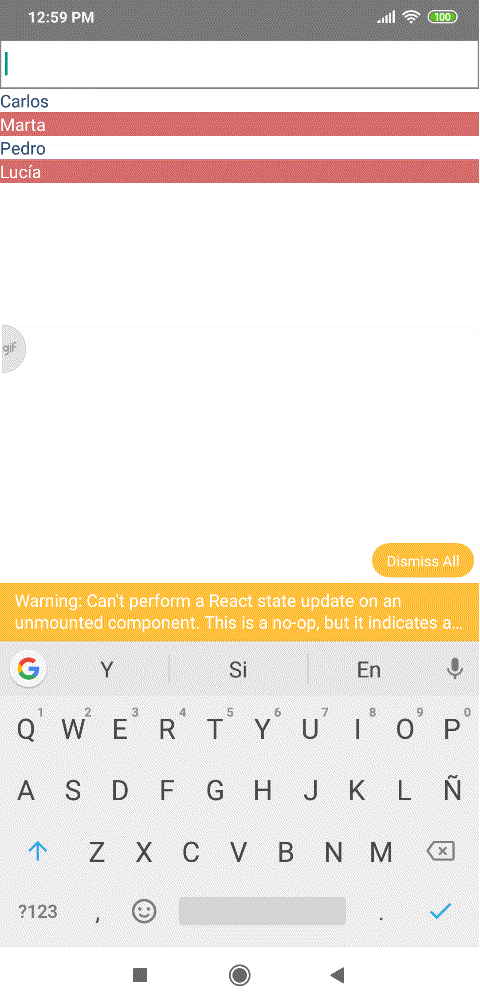 12:59 PM
100
Carlos
Marta
Pedro
Lucía
gif
Dismiss All
Warning: Can't perform a React state update on an
unmounted component. This is a no-op, but it indicates a...
G Y Si En
1 2 3 4 5 6 7 8 9 0
Q W E R T Y U I O P
A S D F G H J K L Ñ
Z X C V B N M
?123 , .